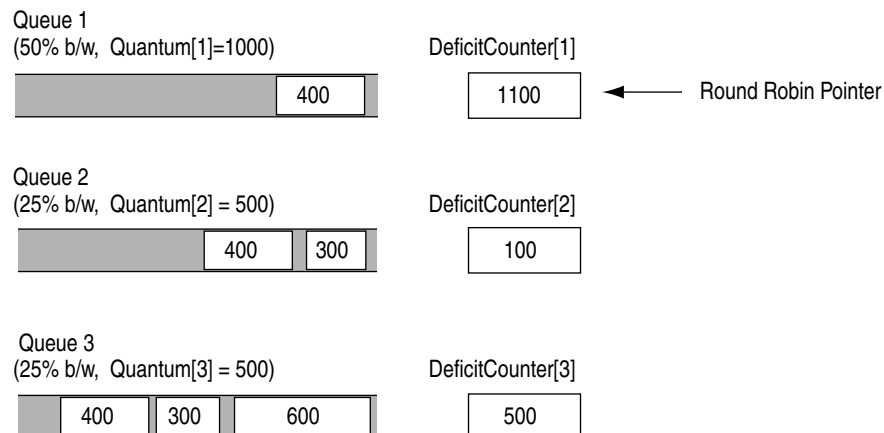 Queue 1
(50% b/w, Quantum[1]=1000) DeficitCounter[1]
400 1100 Round Robin Pointer
Queue 2
(25% b/w, Quantum[2] = 500) DeficitCounter[2]
400 300 100
Queue 3
(25% b/w, Quantum[3] = 500) DeficitCounter[3]
400 300 600 500